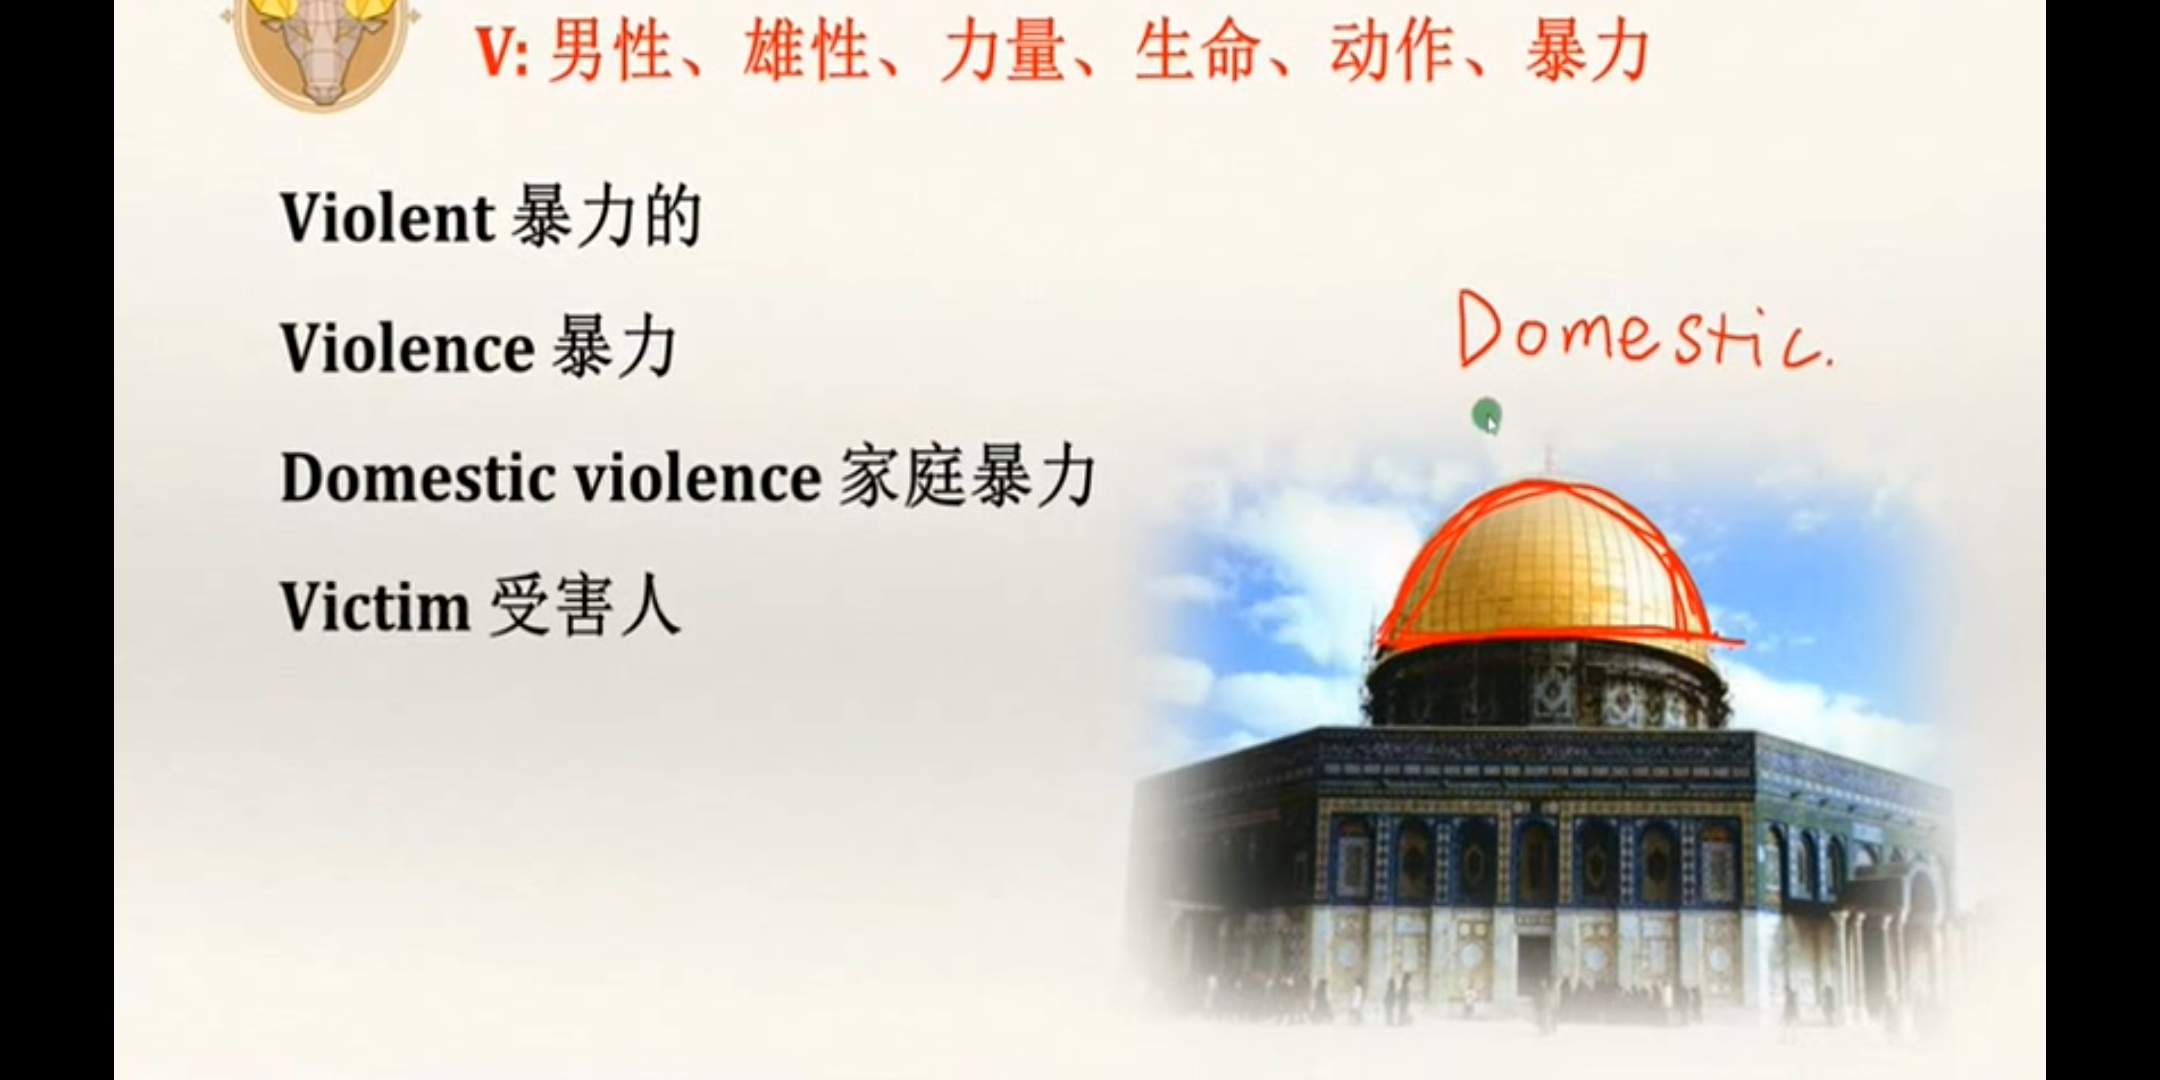 V: 男性、雄性、力量、生命、动作、暴力
Violent 暴力的
Violence 暴力
Domestic.
Domestic violence 家庭暴力
Victim 受害人